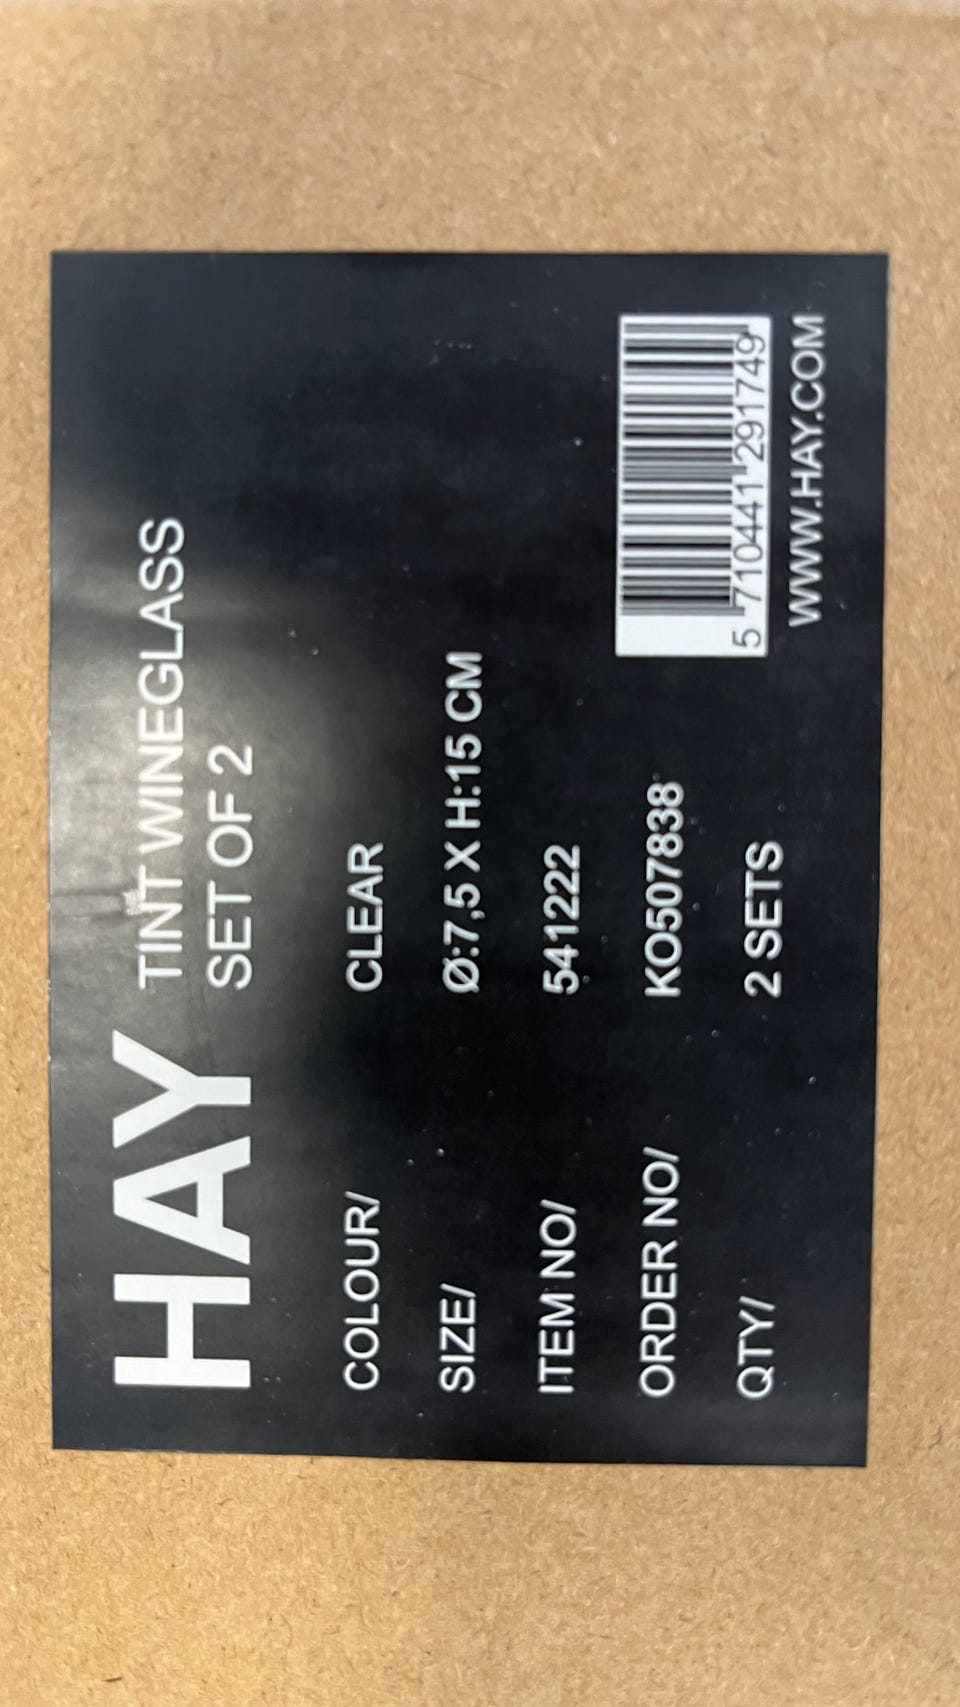 HAY TINT WINEGLASS
SET OF 2
COLOUR/ CLEAR
SIZE/ Ø:7,5 X H:15 CM
ITEM NO/ 541222
ORDER NO/ KO507838
QTY/ 2 SETS
5 710441 291749
WWW.HAY.COM